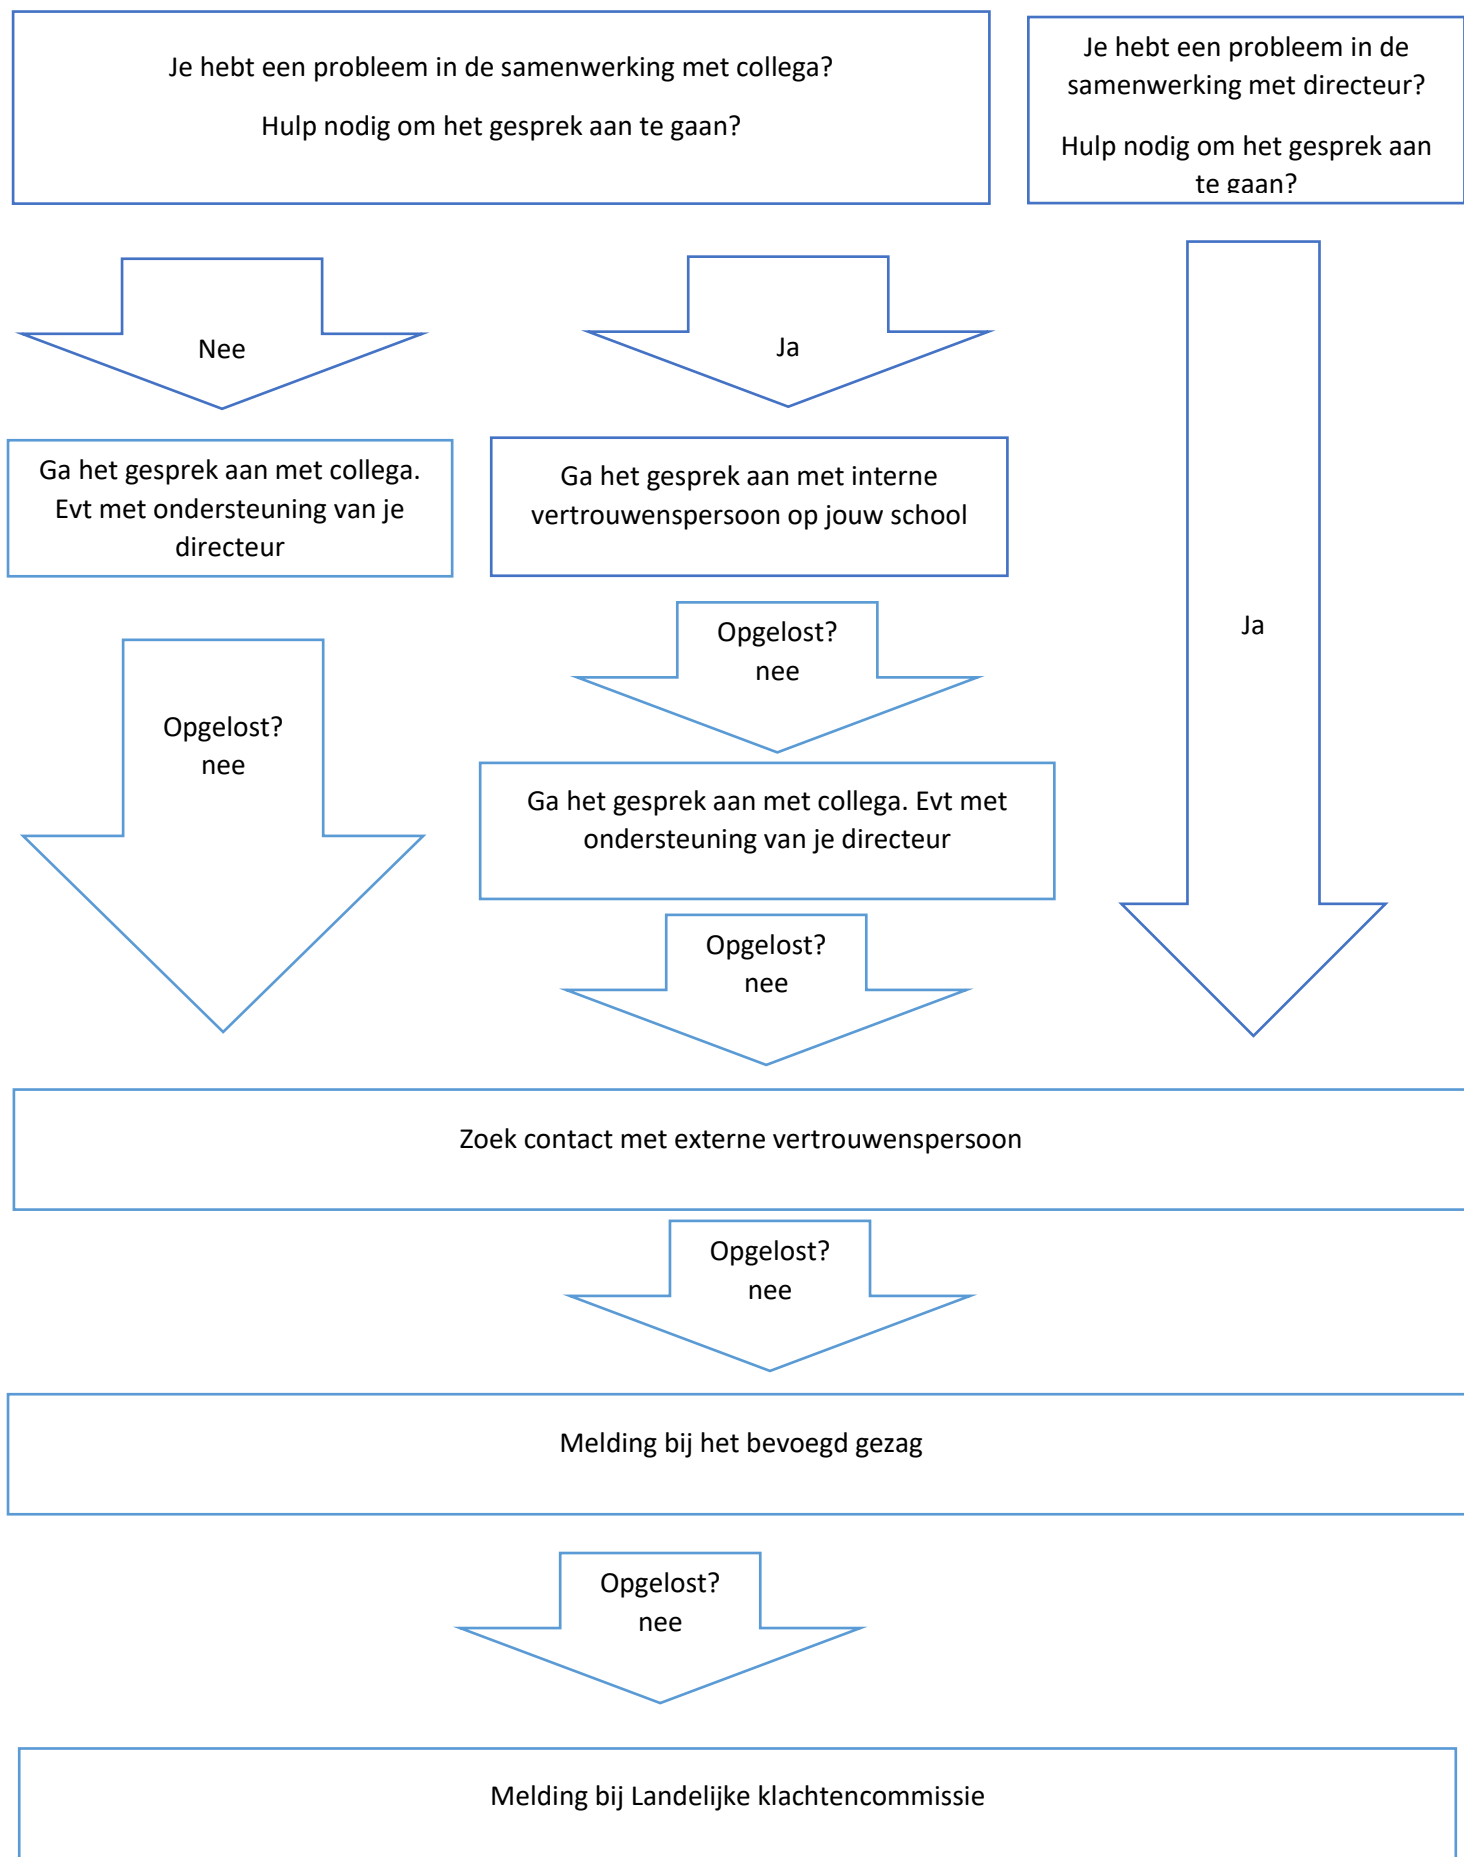 Je hebt een probleem in de samenwerking met collega?
Hulp nodig om het gesprek aan te gaan?
Je hebt een probleem in de
samenwerking met directeur?
Hulp nodig om het gesprek aan
te gaan?
Nee
Ja
Ga het gesprek aan met collega.
Evt met ondersteuning van je
directeur
Ga het gesprek aan met interne
vertrouwenspersoon op jouw school
Opgelost?
nee
Ja
Opgelost?
nee
Ga het gesprek aan met collega. Evt met
ondersteuning van je directeur
Opgelost?
nee
Zoek contact met externe vertrouwenspersoon
Opgelost?
nee
Melding bij het bevoegd gezag
Opgelost?
nee
Melding bij Landelijke klachtencommissie